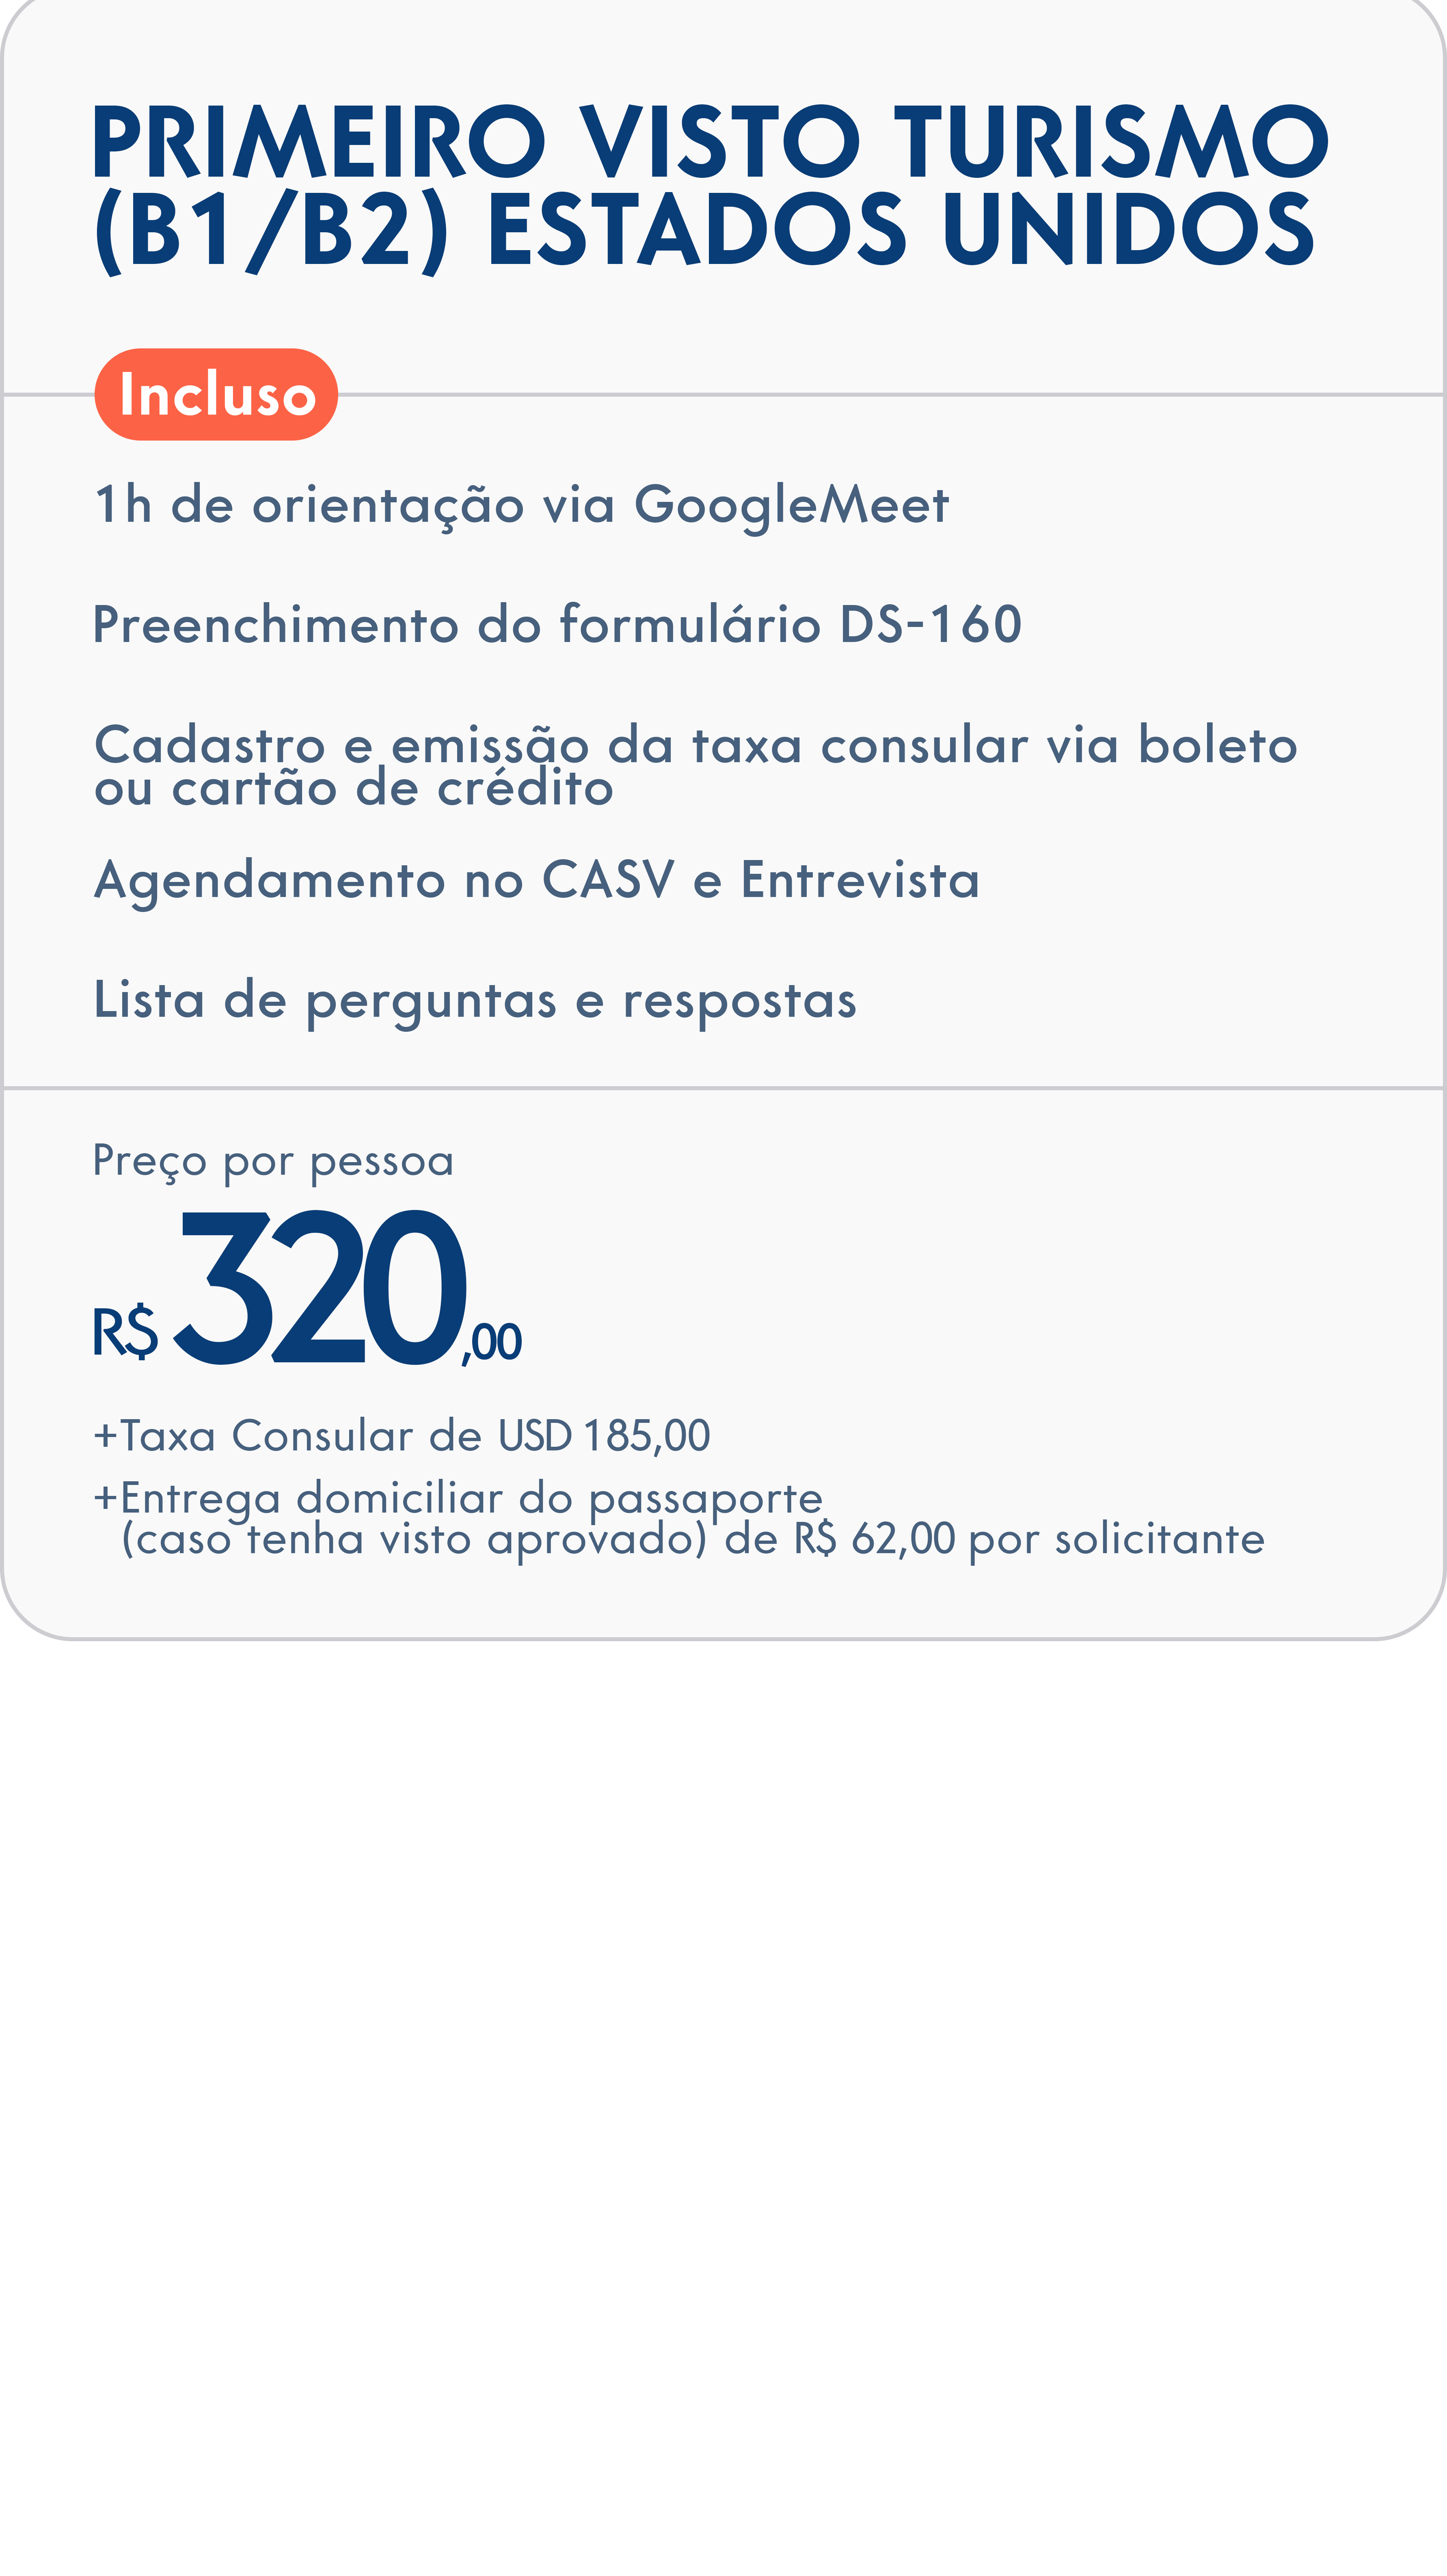 PRIMEIRO VISTO TURISMO
(B1/B2) ESTADOS UNIDOS
Incluso
1h de orientação via GoogleMeet
Preenchimento do formulário DS-160
Cadastro e emissão da taxa consular via boleto
ou cartão de crédito
Agendamento no CASV e Entrevista
Lista de perguntas e respostas
Preço por pessoa
R$ 320,00
+Taxa Consular de USD 185,00
+Entrega domiciliar do passaporte
(caso tenha visto aprovado) de R$ 62,00 por solicitante